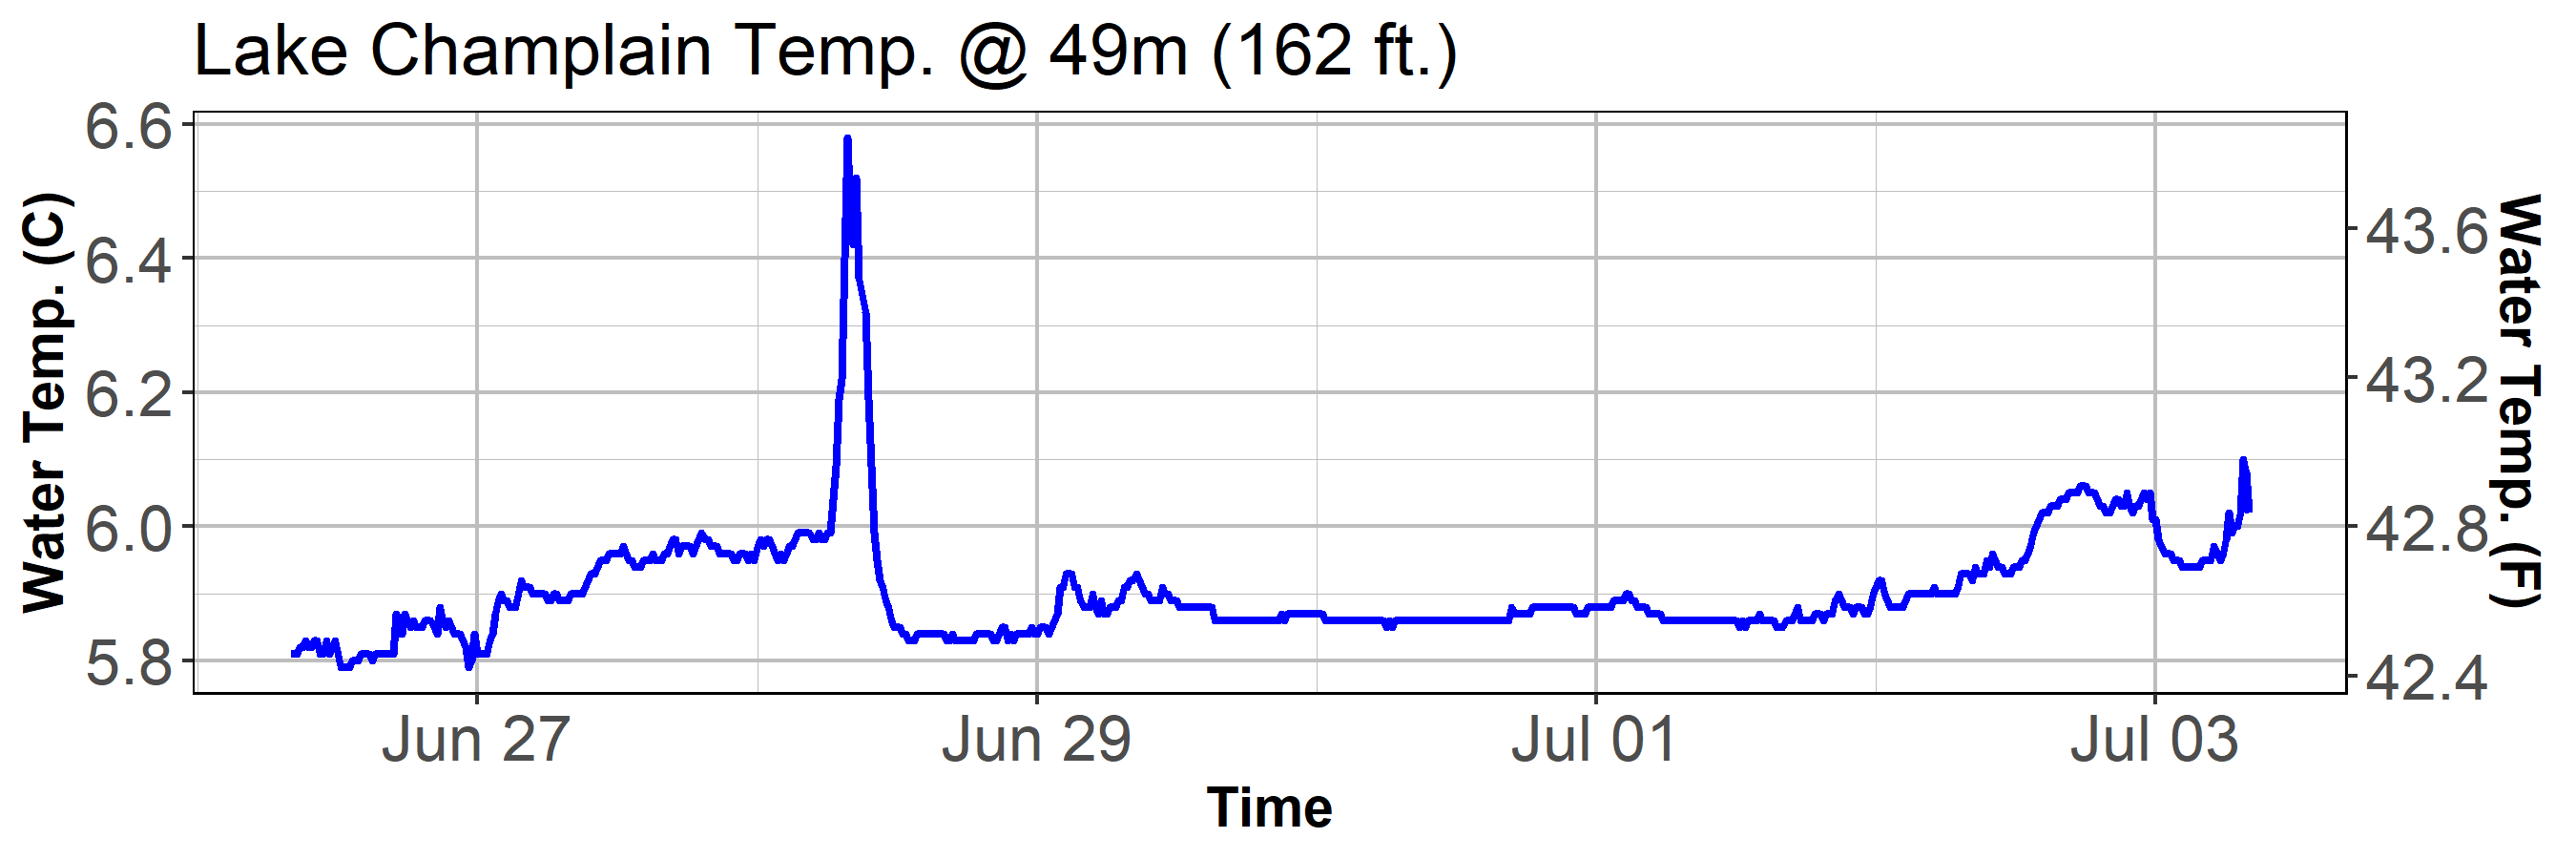 Lake Champlain Temp. @ 49m (162 ft.)
Water Temp. (C)
6.6
6.4
6.2
6.0
5.8
43.6
43.2
42.8
42.4
Water Temp. (F)
Jun 27 Jun 29 Jul 01 Jul 03
Time